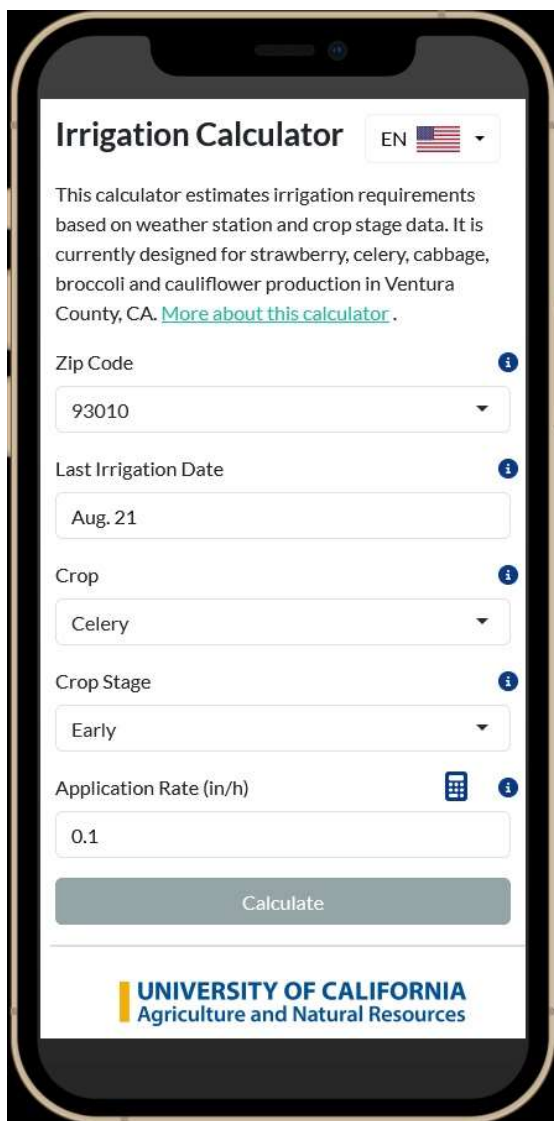 Irrigation Calculator
EN
This calculator estimates irrigation requirements
based on weather station and crop stage data. It is
currently designed for strawberry, celery, cabbage,
broccoli and cauliflower production in Ventura
County, CA. More about this calculator .
Zip Code
93010
Last Irrigation Date
Aug. 21
Crop
Celery
Crop Stage
Early
Application Rate (in/h)
0.1
Calculate
UNIVERSITY OF CALIFORNIA
Agriculture and Natural Resources